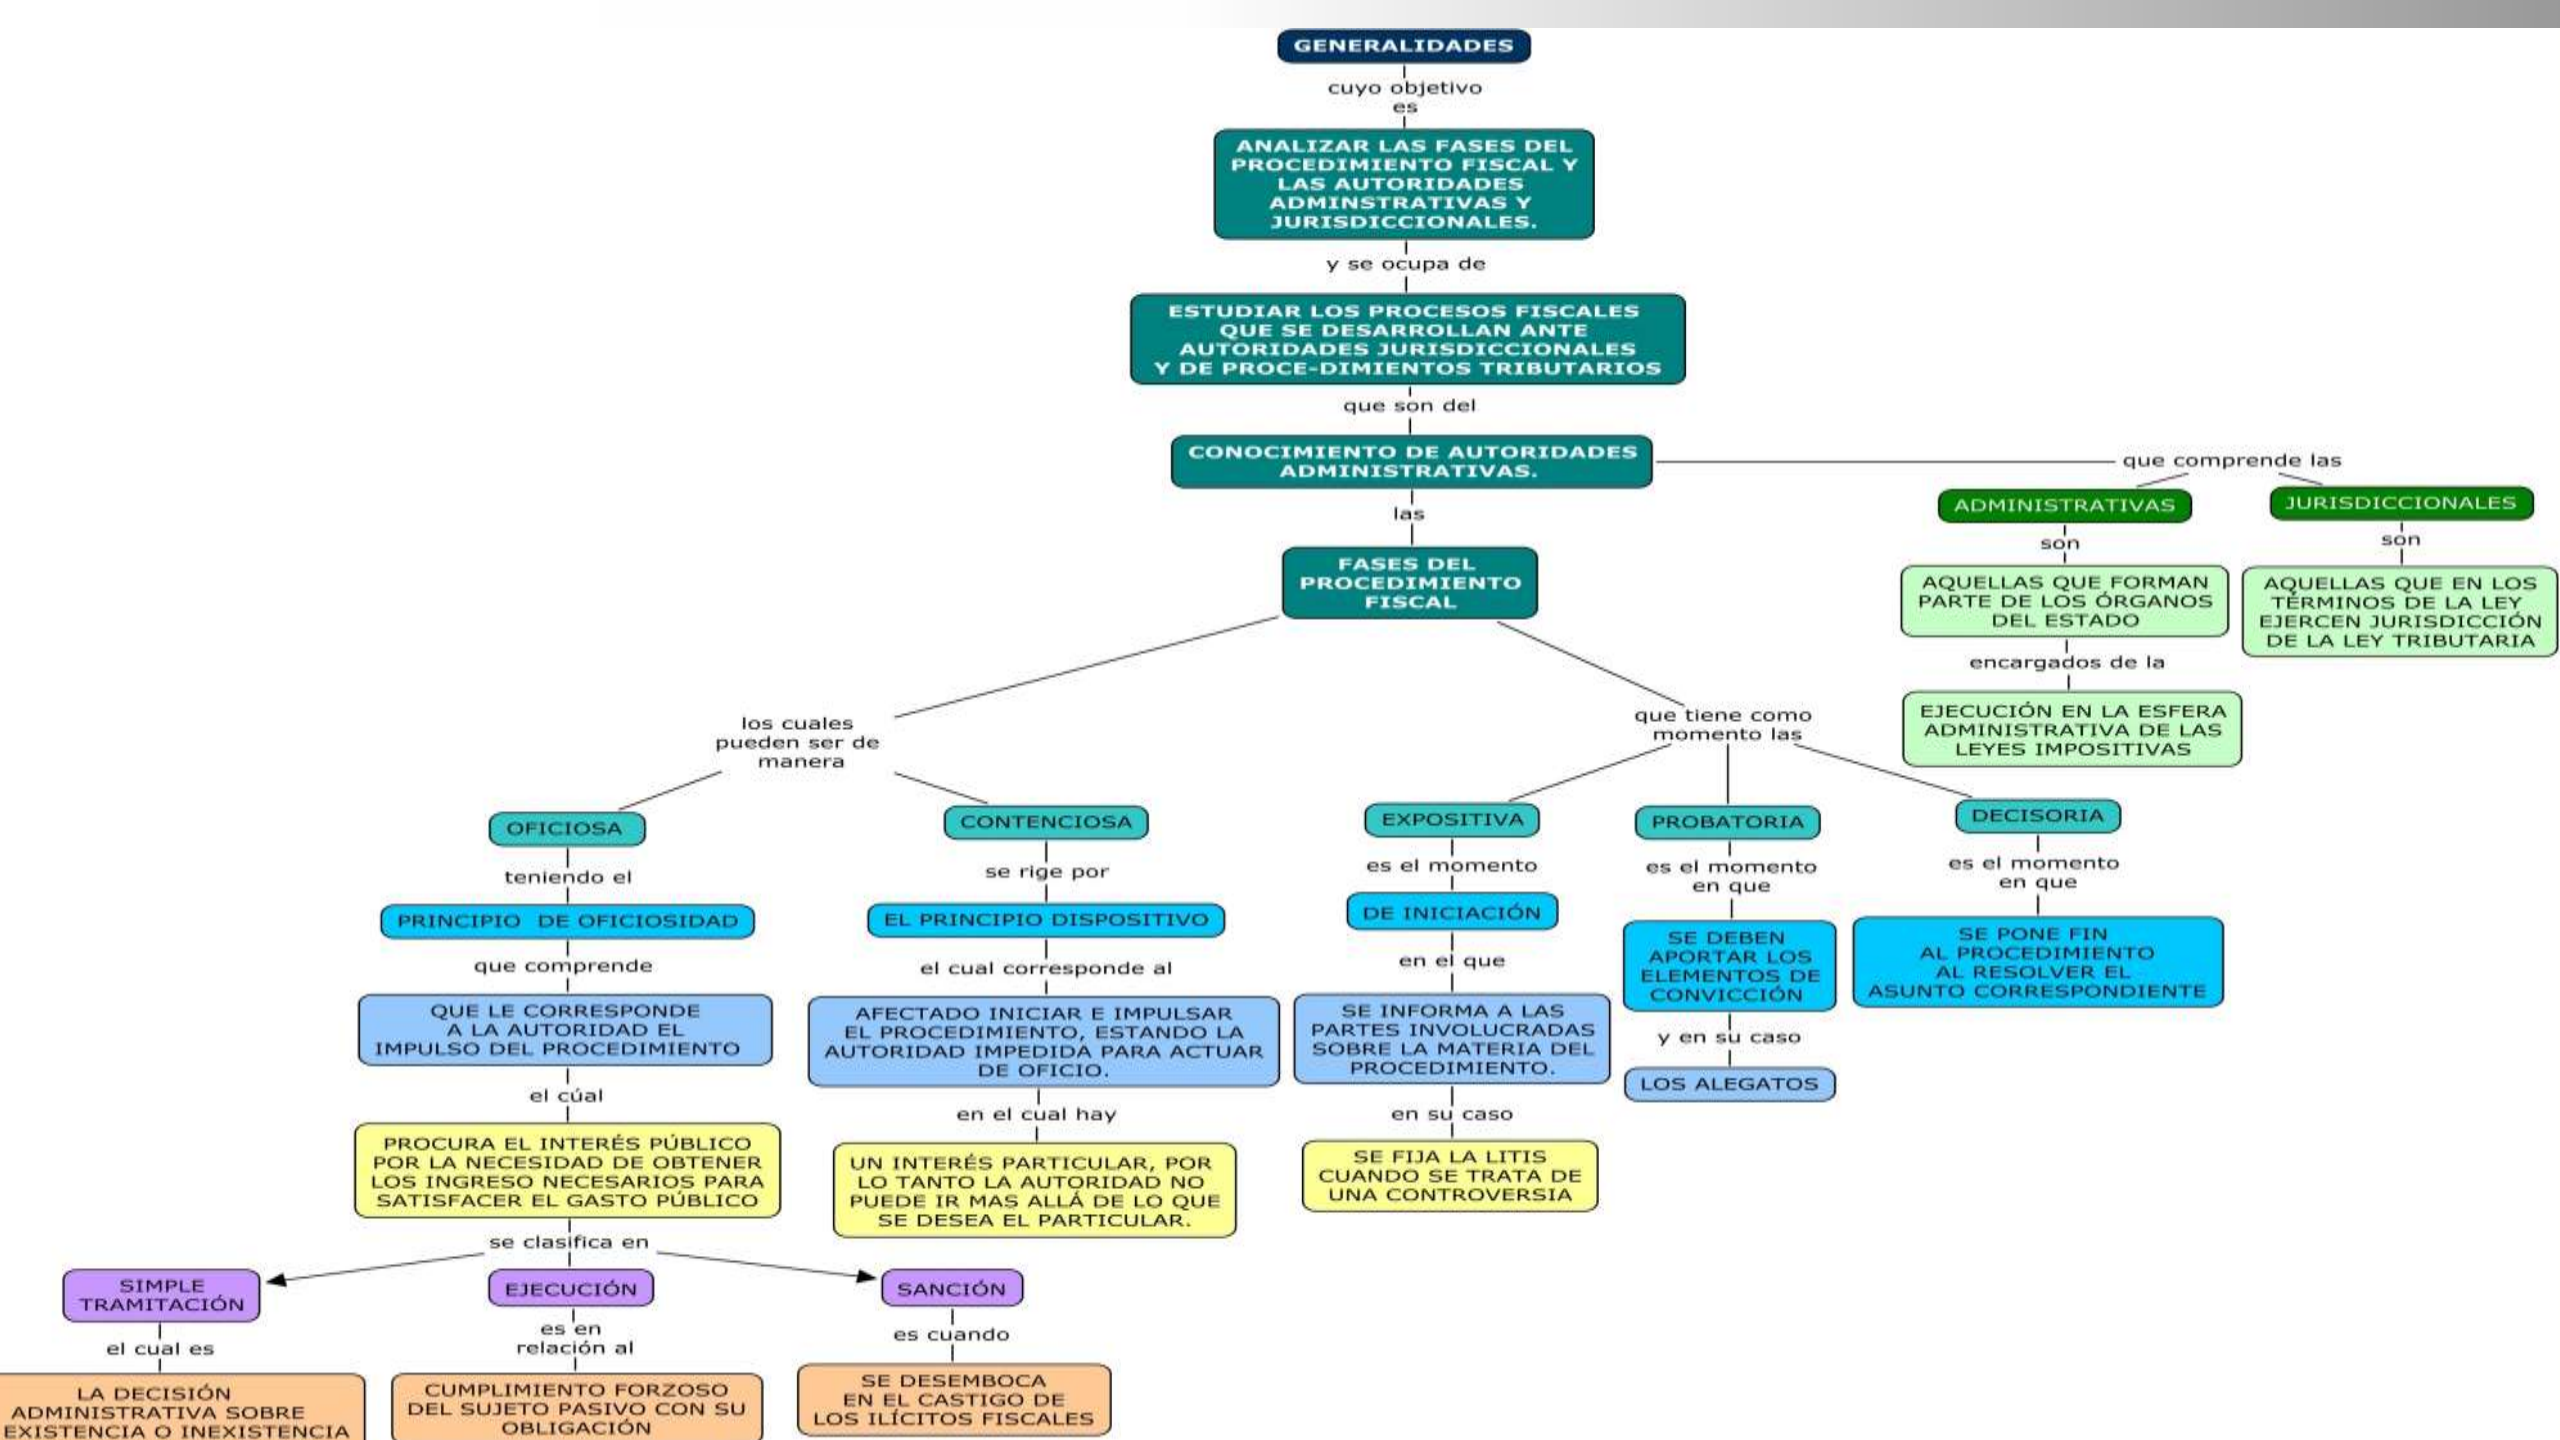 GENERALIDADES
cuyo objetivo
es
ANALIZAR LAS FASES DEL
PROCEDIMIENTO FISCAL Y
LAS AUTORIDADES
ADMINSTRATIVAS Y
JURISDICCIONALES.
y se ocupa de
ESTUDIAR LOS PROCESOS FISCALES
QUE SE DESARROLLAN ANTE
AUTORIDADES JURISDICCIONALES
Y DE PROCE-DIMIENTOS TRIBUTARIOS
que son del
CONOCIMIENTO DE AUTORIDADES
ADMINISTRATIVAS.
que comprende las
ADMINISTRATIVAS
son
AQUELLAS QUE FORMAN
PARTE DE LOS ÓRGANOS
DEL ESTADO
encargados de la
EJECUCIÓN EN LA ESFERA
ADMINISTRATIVA DE LAS
LEYES IMPOSITIVAS
JURISDICCIONALES
son
AQUELLAS QUE EN LOS
TÉRMINOS DE LA LEY
EJERCEN JURISDICCIÓN
DE LA LEY TRIBUTARIA
las
FASES DEL
PROCEDIMIENTO
FISCAL
los cuales
pueden ser de
manera
OFICIOSA
teniendo el
PRINCIPIO DE OFICIOSIDAD
que comprende
QUE LE CORRESPONDE
A LA AUTORIDAD EL
IMPULSO DEL PROCEDIMIENTO
el cúal
PROCURA EL INTERÉS PÚBLICO
POR LA NECESIDAD DE OBTENER
LOS INGRESO NECESARIOS PARA
SATISFACER EL GASTO PÚBLICO
se clasifica en
SIMPLE
TRAMITACIÓN
el cual es
LA DECISIÓN
ADMINISTRATIVA SOBRE
EXISTENCIA O INEXISTENCIA
EJECUCIÓN
es en
relación al
CUMPLIMIENTO FORZOSO
DEL SUJETO PASIVO CON SU
OBLIGACIÓN
SANCIÓN
es cuando
SE DESEMBOCA
EN EL CASTIGO DE
LOS ILÍCITOS FISCALES
CONTENCIOSA
se rige por
EL PRINCIPIO DISPOSITIVO
el cual corresponde al
AFECTADO INICIAR E IMPULSAR
EL PROCEDIMIENTO, ESTANDO LA
AUTORIDAD IMPEDIDA PARA ACTUAR
DE OFICIO.
en el cual hay
UN INTERÉS PARTICULAR, POR
LO TANTO LA AUTORIDAD NO
PUEDE IR MAS ALLÁ DE LO QUE
SE DESEA EL PARTICULAR.
que tiene como
momento las
EXPOSITIVA
es el momento
DE INICIACIÓN
en el que
SE INFORMA A LAS
PARTES INVOLUCRADAS
SOBRE LA MATERIA DEL
PROCEDIMIENTO.
en su caso
SE FIJA LA LITIS
CUANDO SE TRATA DE
UNA CONTROVERSIA
PROBATORIA
es el momento
en que
SE DEBEN
APORTAR LOS
ELEMENTOS DE
CONVICCIÓN
y en su caso
LOS ALEGATOS
DECISORIA
es el momento
en que
SE PONE FIN
AL PROCEDIMIENTO
AL RESOLVER EL
ASUNTO CORRESPONDIENTE